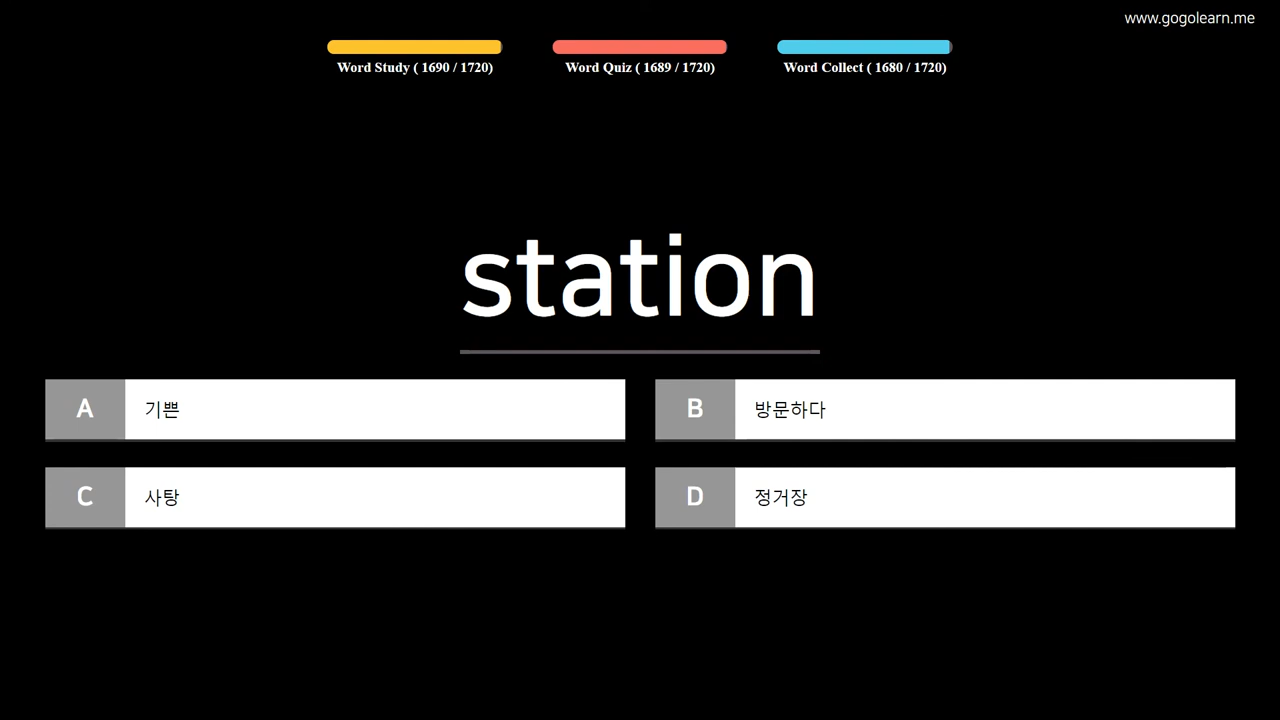 www.gogolearn.me
Word Study ( 1690 / 1720)
Word Quiz ( 1689 / 1720)
Word Collect ( 1680 / 1720)
station
A 기쁜
B 방문하다
C 사탕
D 정거장